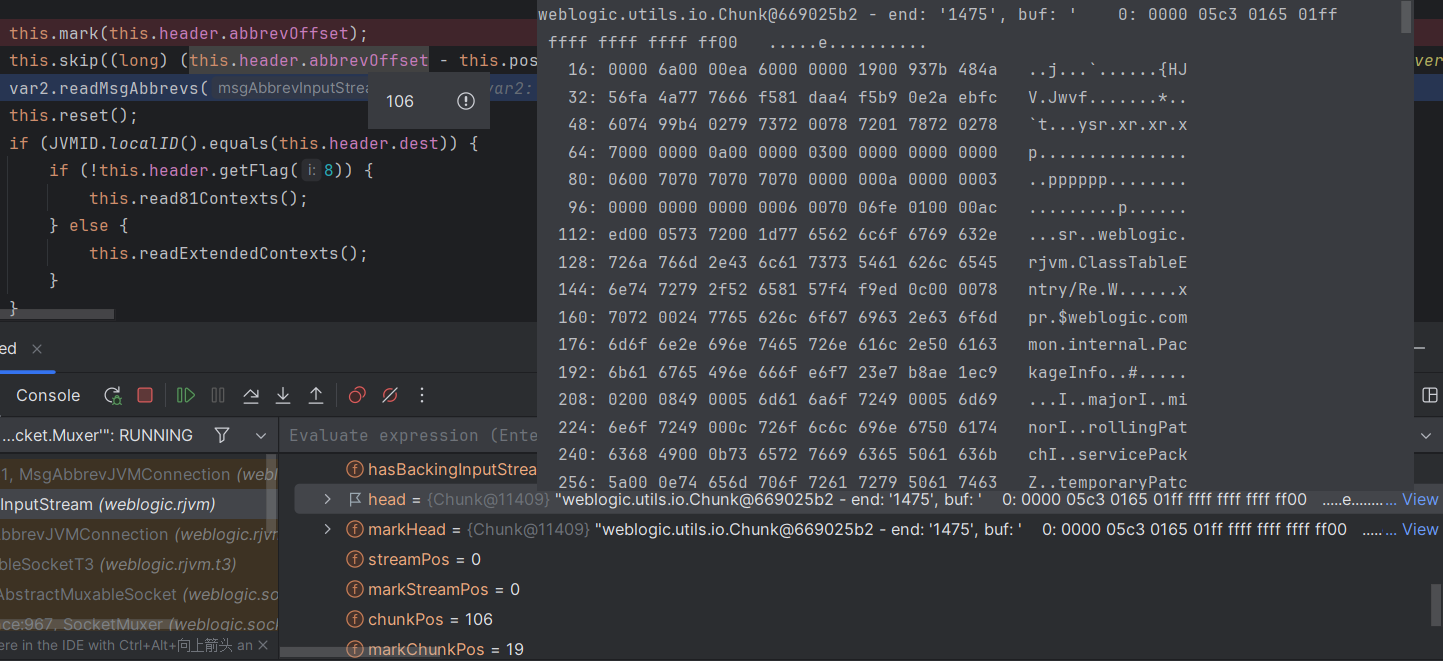 this.mark(this.header.abbrevOffset);
this.skip((long) (this.header.abbrevOffset - this.pos
var2.readMsgAbbrevs( msgAbbrevInputStrea var2:
106
this.reset();
if (JVMID.localID().equals(this.header.dest)) {
if (!this.header.getFlag( i: 8)) {
this.read81Contexts();
} else {
this.readExtendedContexts();
}
}
ver
weblogic.utils.io.Chunk@669025b2 - end: '1475', buf: '    0: 0000 05c3 0165 01ff
ffff ffff ffff ff00   .....e..........
16: 0000 6a00 00ea 6000 0000 1900 937b 484a   ..j...`......{HJ
32: 56fa 4a77 7666 f581 daa4 f5b9 0e2a ebfc   V.Jwvf.......*..
48: 6074 99b4 0279 7372 0078 7201 7872 0278   `t...ysr.xr.xr.x
64: 7000 0000 0a00 0000 0300 0000 0000 0000   p...............
80: 0600 7070 7070 7070 0000 000a 0000 0003   ..pppppp........
96: 0000 0000 0000 0006 0070 06fe 0100 00ac   .........p......
112: ed00 0573 7200 1d77 6562 6c6f 6769 632e   ...sr..weblogic.
128: 726a 766d 2e43 6c61 7373 5461 626c 6545   rjvm.ClassTableE
144: 6e74 7279 2f52 6581 57f4 f9ed 0c00 0078   ntry/Re.W......x
160: 7072 0024 7765 626c 6f67 6963 2e63 6f6d   pr.$weblogic.com
176: 6d6f 6e2e 696e 7465 726e 616c 2e50 6163   mon.internal.Pac
192: 6b61 6765 496e 666f e6f7 23e7 b8ae 1ec9   kageInfo..#.....
208: 0200 0849 0005 6d61 6a6f 7249 0005 6d69   ...I..majorI..mi
224: 6e6f 7249 000c 726f 6c6c 696e 6750 6174   norI..rollingPat
240: 6368 4900 0b73 6572 7669 6365 5061 636b   chI..servicePack
256: 5a00 0e74 656d 706f 7261 7279 5061 7463   Z..temporaryPatc
ed
Console
...cket.Muxer'": RUNNING
Evaluate expression (Ente
1, MsgAbbrevJVMConnection (webl
InputStream (weblogic.rjvm)
AbbrevJVMConnection (weblogic.rjvm
bleSocketT3 (weblogic.rjvm.t3)
AbstractMuxableSocket (weblogic.so
ce:967, SocketMuxer (weblogic.sock
ere in the IDE with Ctrl+Alt+向上箭头 an
hasBackingInputStrea
head = {Chunk@11409} "weblogic.utils.io.Chunk@669025b2 - end: '1475', buf: '    0: 0000 05c3 0165 01ff ffff ffff ffff ff00   .....e........ ... View
markHead = {Chunk@11409} "weblogic.utils.io.Chunk@669025b2 - end: '1475', buf: '    0: 0000 05c3 0165 01ff ffff ffff ffff ff00   ..... ... View
streamPos = 0
markStreamPos = 0
chunkPos = 106
markChunkPos = 19